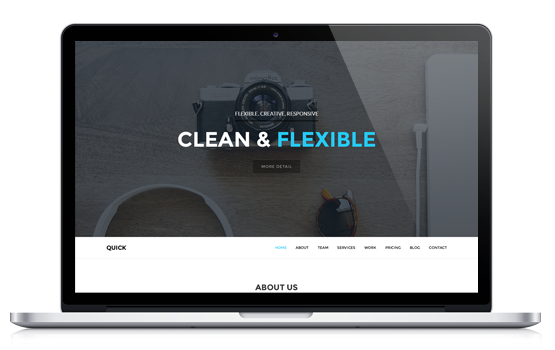 FLEXIBLE. CREATIVE. RESPONSIVE
CLEAN & FLEXIBLE
MORE DETAIL
QUICK HOME ABOUT TEAM SERVICES WORK PRICING BLOG CONTACT
ABOUT US